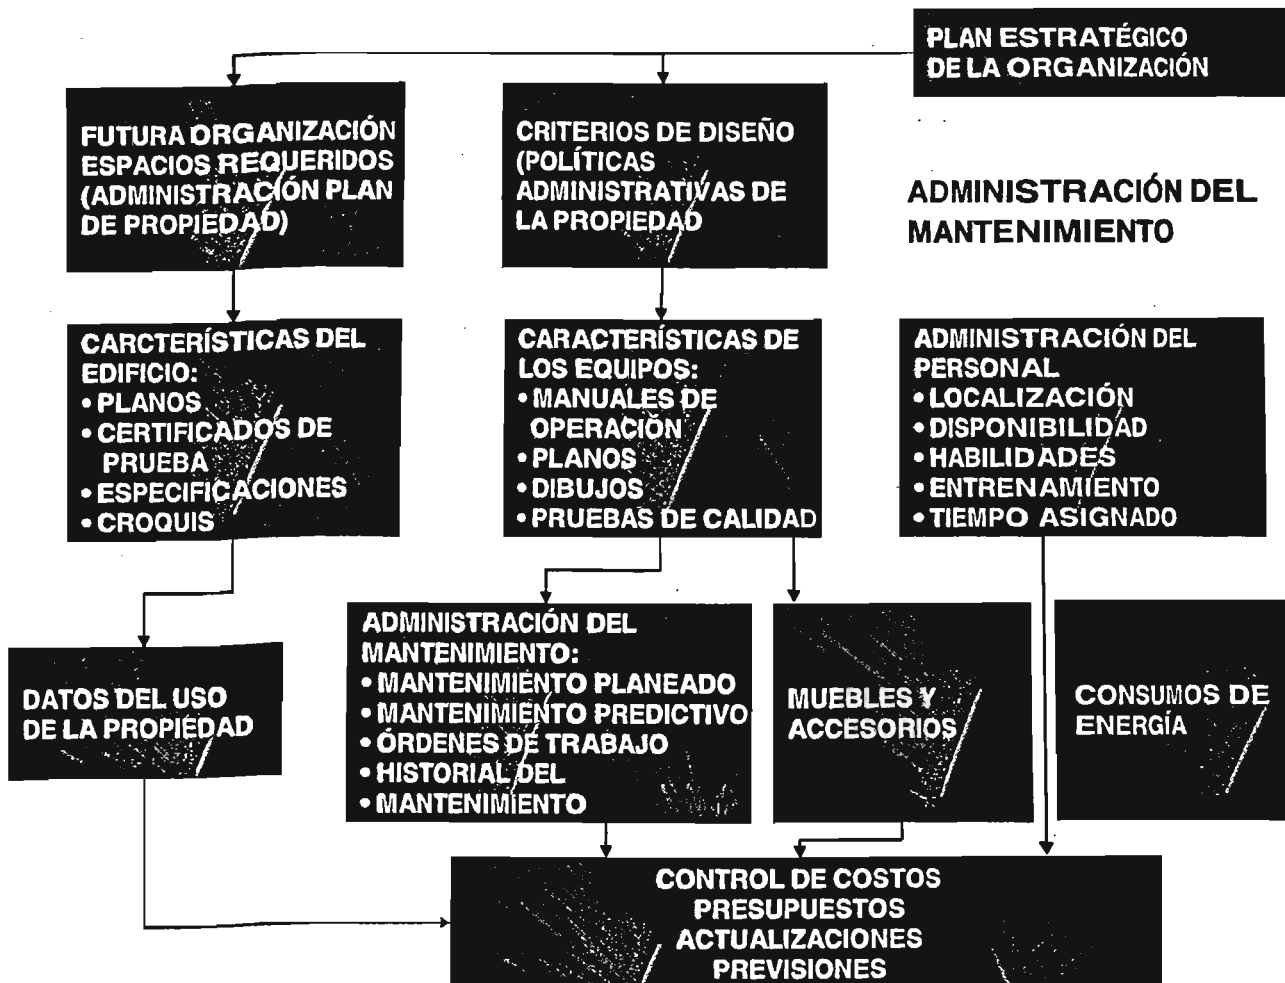 PLAN ESTRATÉGICO
DE LA ORGANIZACIÓN
FUTURA ORGANIZACIÓN
ESPACIOS REQUERIDOS
(ADMINISTRACIÓN PLAN
DE PROPIEDAD)
CRITERIOS DE DISEÑO
(POLÍTICAS
ADMINISTRATIVAS DE
LA PROPIEDAD
ADMINISTRACIÓN DEL
MANTENIMIENTO
CARCTERÍSTICAS DEL
EDIFICIO:
• PLANOS
• CERTIFICADOS DE
PRUEBA
• ESPECIFICACIONES
• CROQUIS
CARACTERÍSTICAS DE
LOS EQUIPOS:
• MANUALES DE
OPERACIÓN
• PLANOS
• DIBUJOS
• PRUEBAS DE CALIDAD
ADMINISTRACIÓN DEL
PERSONAL
• LOCALIZACIÓN
• DISPONIBILIDAD
• HABILIDADES
• ENTRENAMIENTO
• TIEMPO ASIGNADO
DATOS DEL USO
DE LA PROPIEDAD
ADMINISTRACIÓN DEL
MANTENIMIENTO:
• MANTENIMIENTO PLANEADO
• MANTENIMIENTO PREDICTIVO
• ÓRDENES DE TRABAJO
• HISTORIAL DEL
• MANTENIMIENTO
MUEBLES Y
ACCESORIOS
CONSUMOS DE
ENERGÍA
CONTROL DE COSTOS
PRESUPUESTOS
ACTUALIZACIONES
PREVISIONES